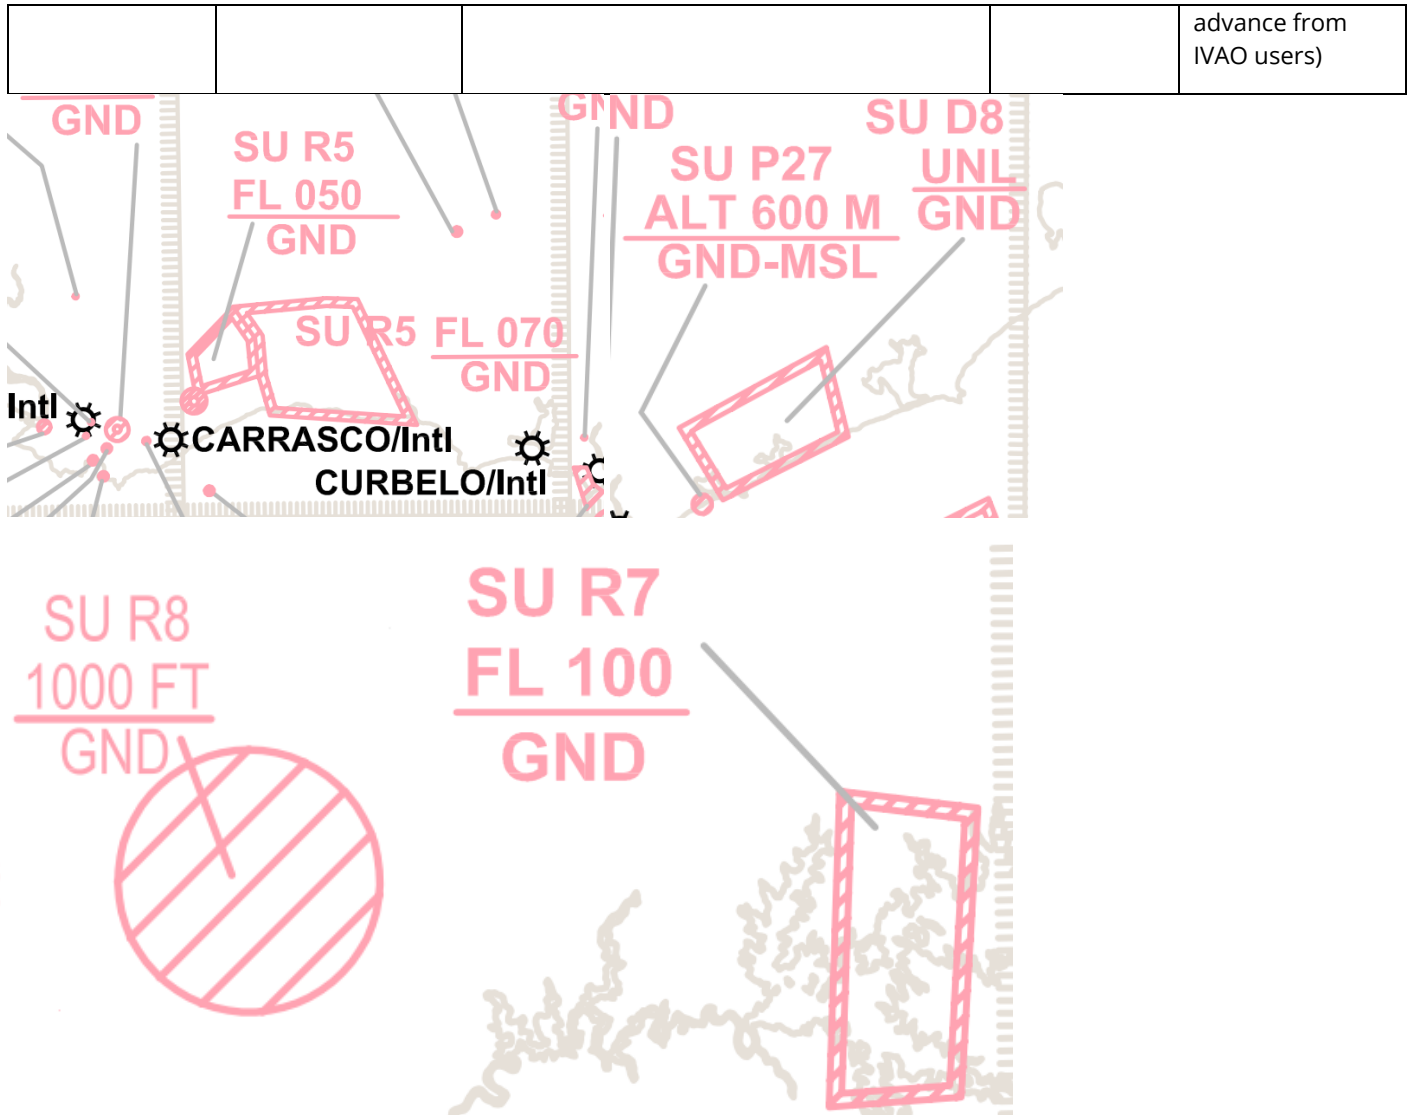 advance from
IVAO users)
GND
SU R5
FL 050
GND
SU R5 FL 070
GND
Intl
CARRASCO/Intl
CURBELO/Intl
ND
SU D8
UNL
GND
SU P27
ALT 600 M
GND-MSL
SU R8
1000 FT
GND
SU R7
FL 100
GND